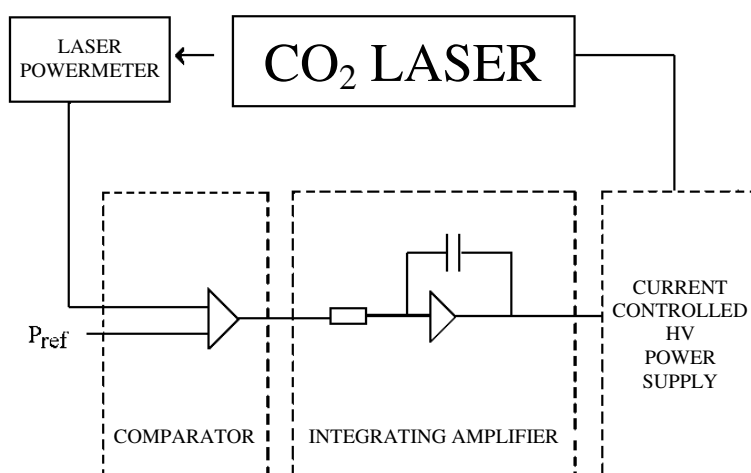 LASER
POWERMETER
CO₂ LASER
Pref
COMPARATOR
INTEGRATING AMPLIFIER
CURRENT
CONTROLLED
HV
POWER
SUPPLY